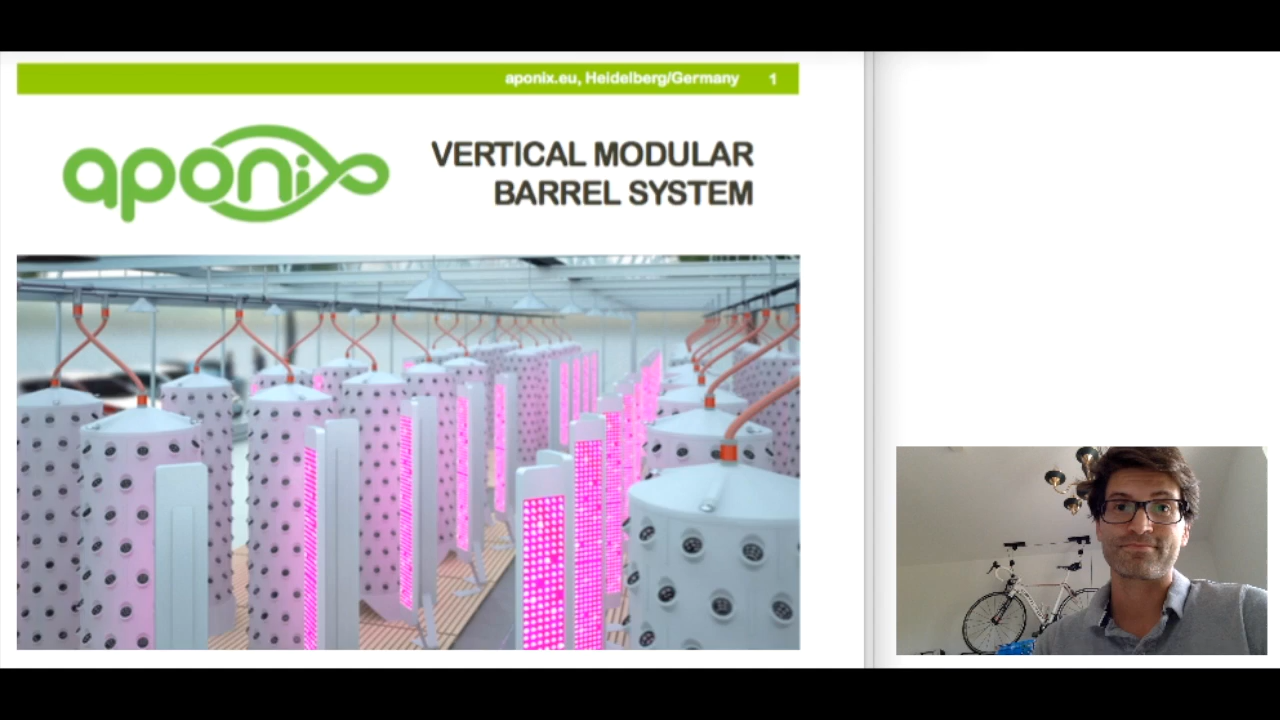 aponix.eu, Heidelberg/Germany 1
aponix
VERTICAL MODULAR
BARREL SYSTEM